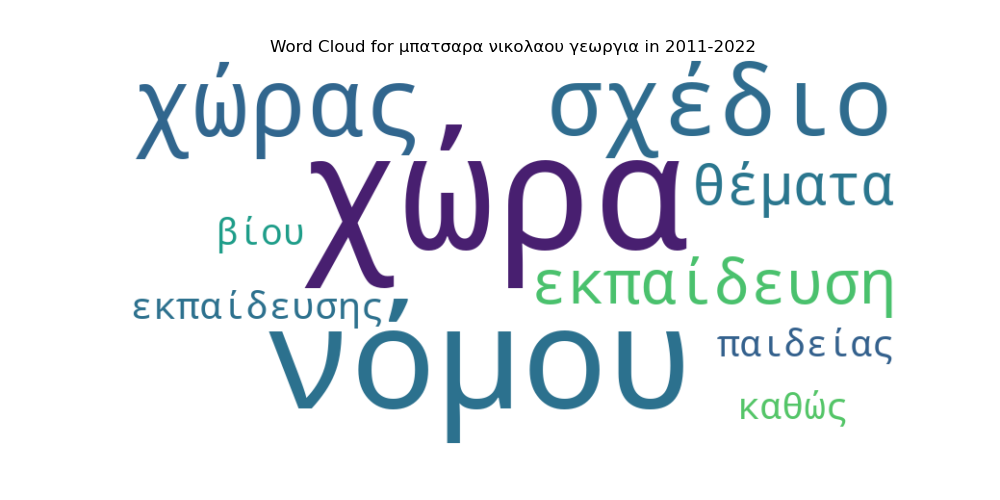 Word Cloud for μπατσαρα νικολαου γεωργια in 2011-2022
χώρας σχέδιο
χώρα θέματα
βίου
εκπαίδευση
εκπαίδευσης
νόμου παιδείας
καθώς